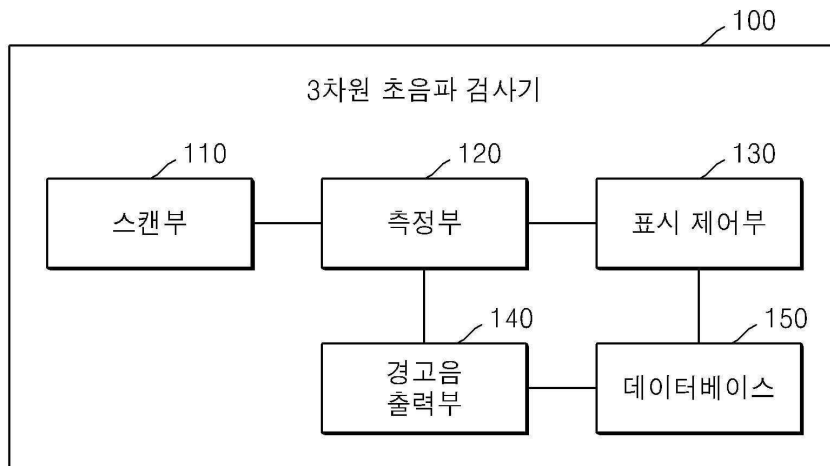 100
3차원 초음파 검사기
110
120
130
스캔부
측정부
표시 제어부
140
150
경고음
출력부
데이터베이스